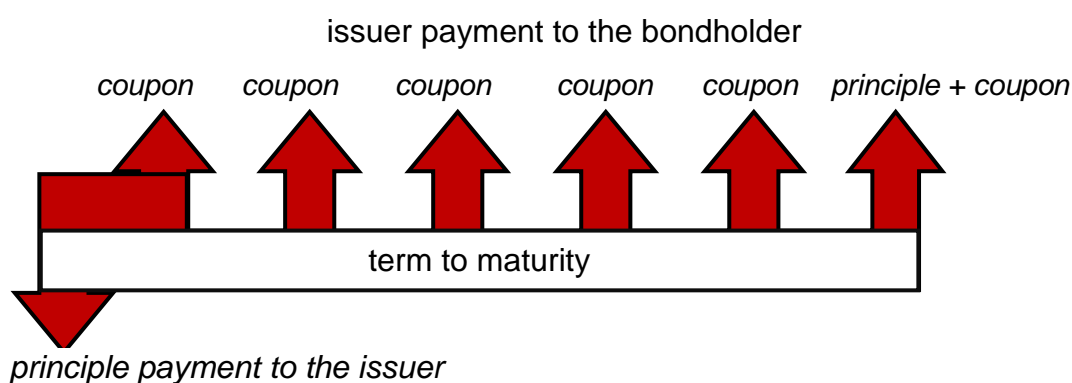 issuer payment to the bondholder
coupon coupon coupon coupon coupon principle + coupon
term to maturity
principle payment to the issuer